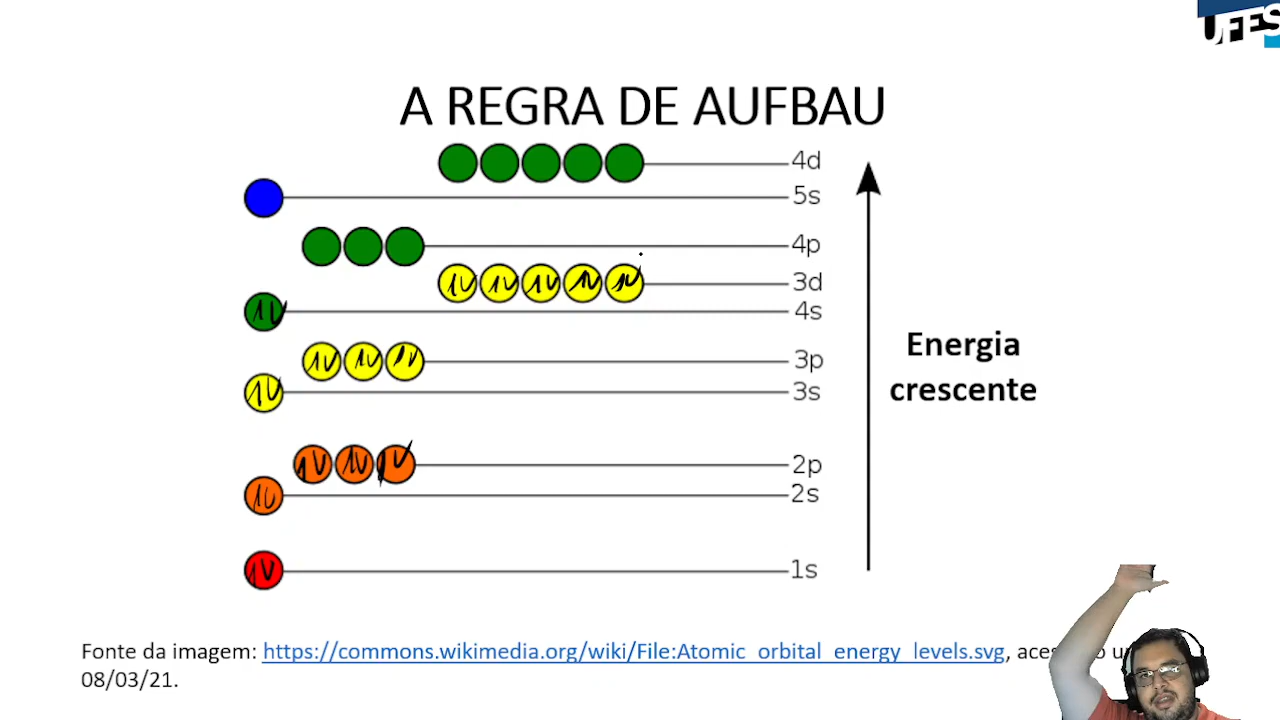 UFES
A REGRA DE AUFBAU
4d
5s
4p
3d
4s
3p
3s
2p
2s
1s
Energia
crescente
Fonte da imagem: https://commons.wikimedia.org/wiki/File:Atomic_orbital_energy_levels.svg,
08/03/21.